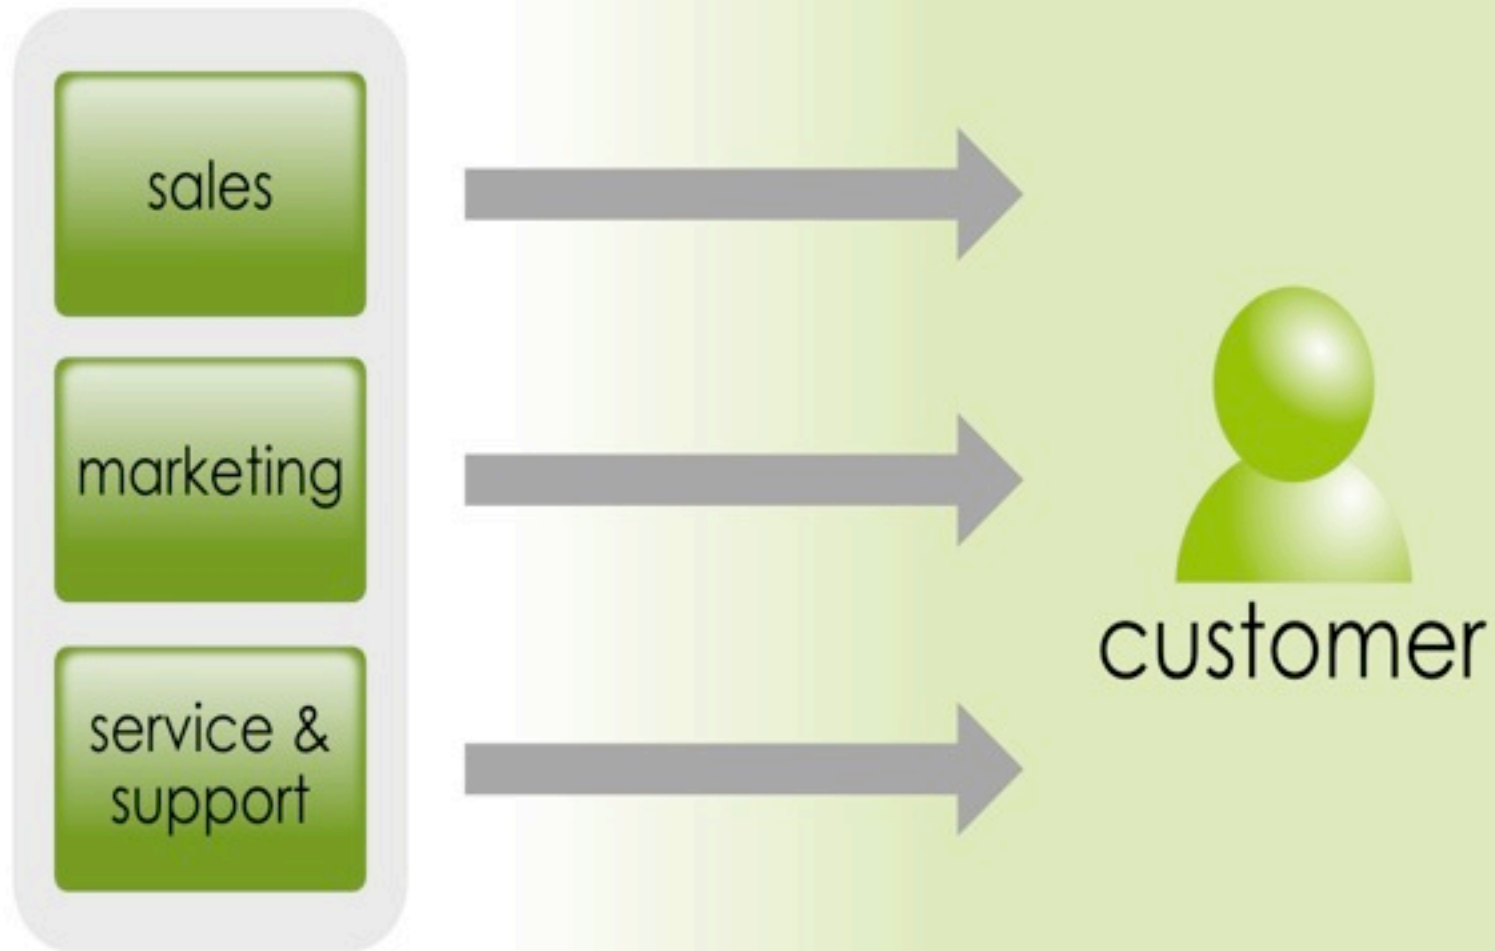 sales
marketing
service &
support
customer